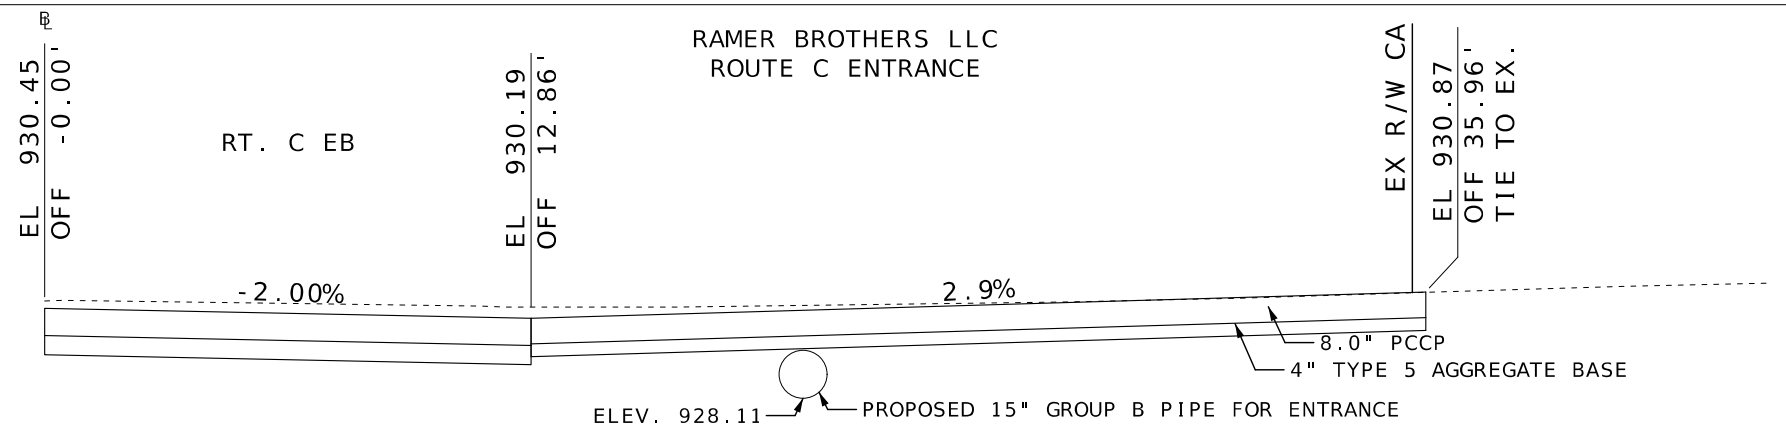 ℄
EL 930.45
OFF -0.00'
RT. C EB
-2.00%
EL 930.19
OFF 12.86'
RAMER BROTHERS LLC
ROUTE C ENTRANCE
2.9%
EX R/W CA
EL 930.87
OFF 35.96'
TIE TO EX.
8.0" PCCP
4" TYPE 5 AGGREGATE BASE
ELEV. 928.11
PROPOSED 15" GROUP B PIPE FOR ENTRANCE